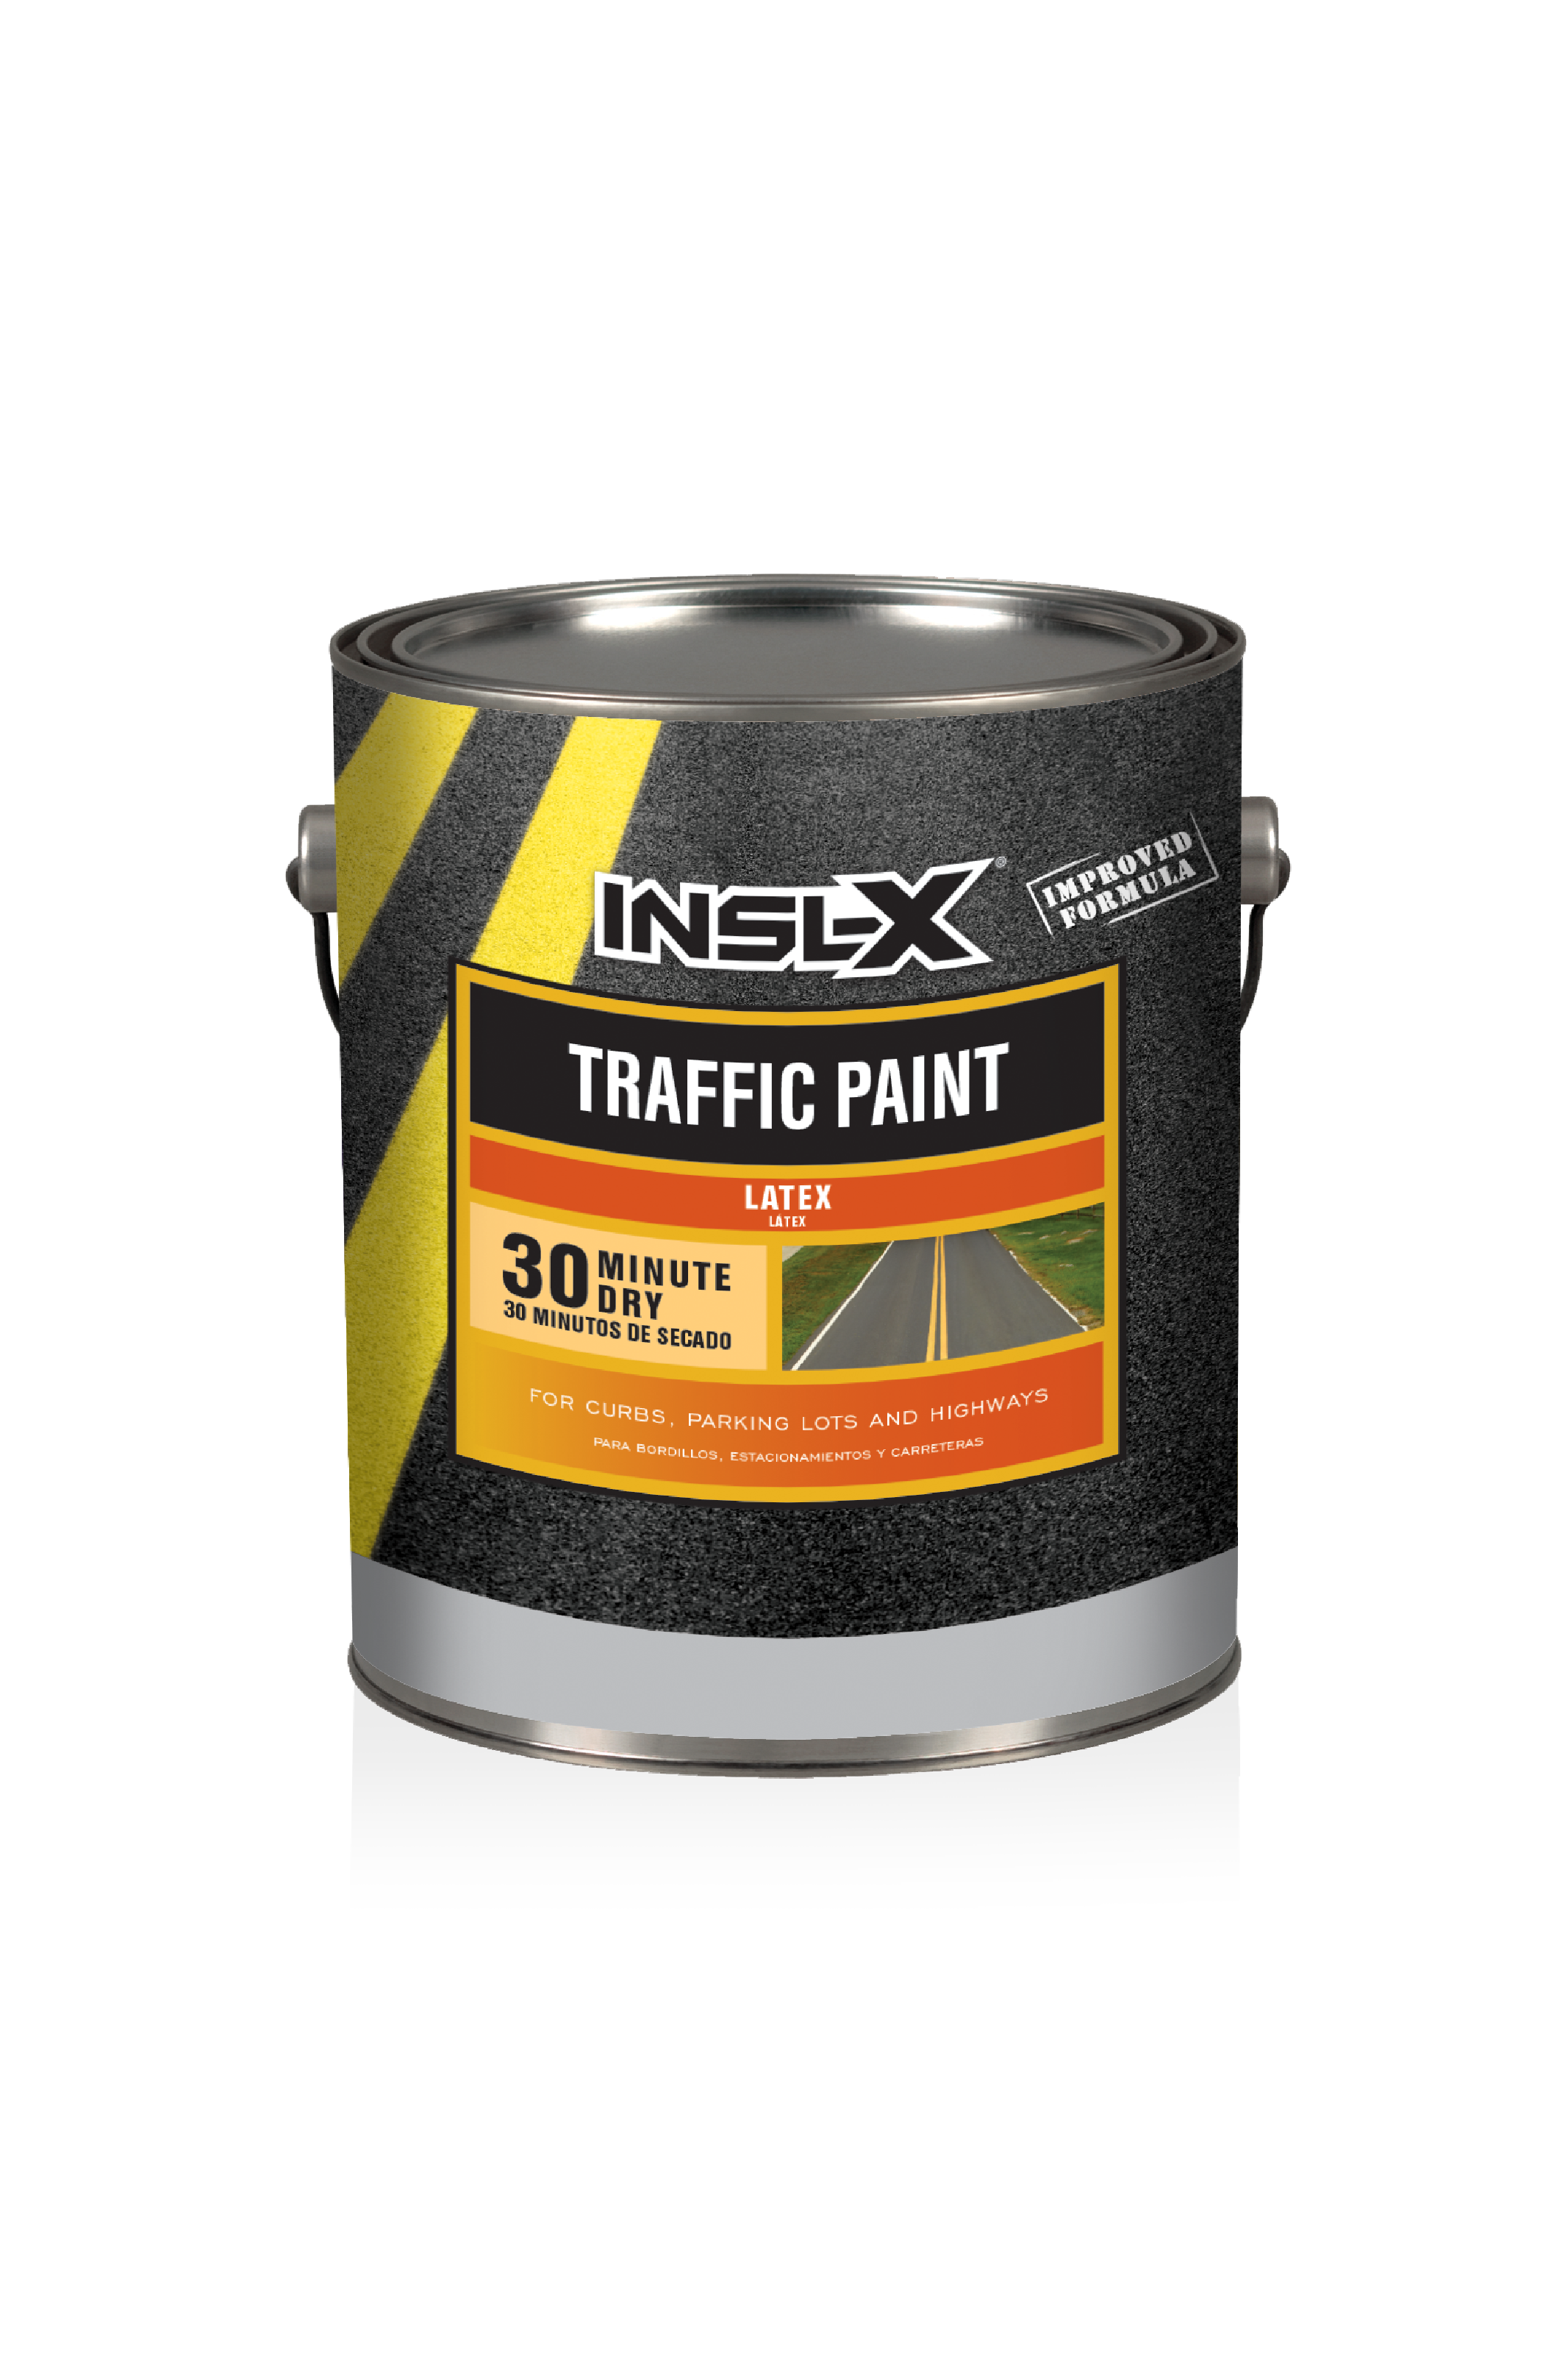 INSL-X®
IMPROVED
FORMULA
TRAFFIC PAINT
LATEX
LÁTEX
30 MINUTE
DRY
30 MINUTOS DE SECADO
FOR CURBS, PARKING LOTS AND HIGHWAYS
PARA BORDILLOS, ESTACIONAMIENTOS Y CARRETERAS